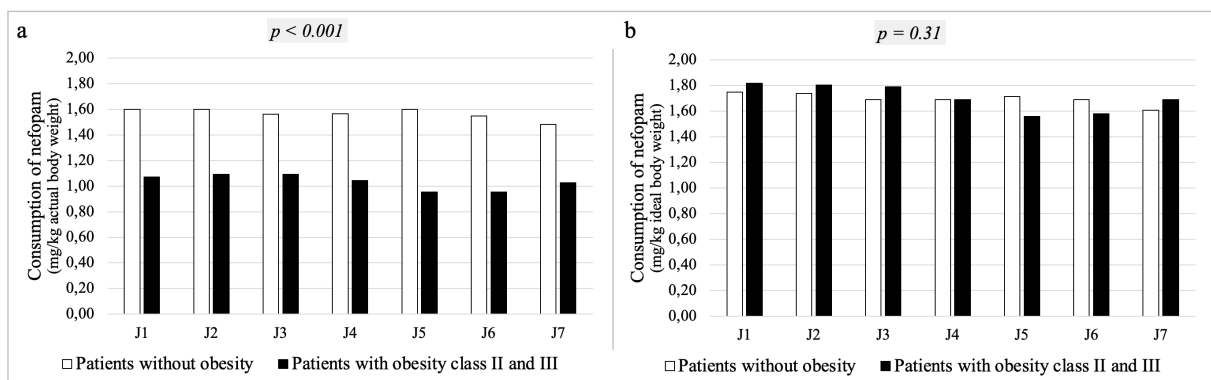 a
p < 0.001
Consumption of nefopam
(mg/kg actual body weight)
2,00
1,80
1,60
1,40
1,20
1,00
0,80
0,60
0,40
0,20
0,00
J1 J2 J3 J4 J5 J6 J7
Patients without obesity Patients with obesity class II and III
b
p = 0.31
Consumption of nefopam
(mg/kg ideal body weight)
2,00
1,80
1,60
1,40
1,20
1,00
0,80
0,60
0,40
0,20
0,00
J1 J2 J3 J4 J5 J6 J7
Patients without obesity Patients with obesity class II and III